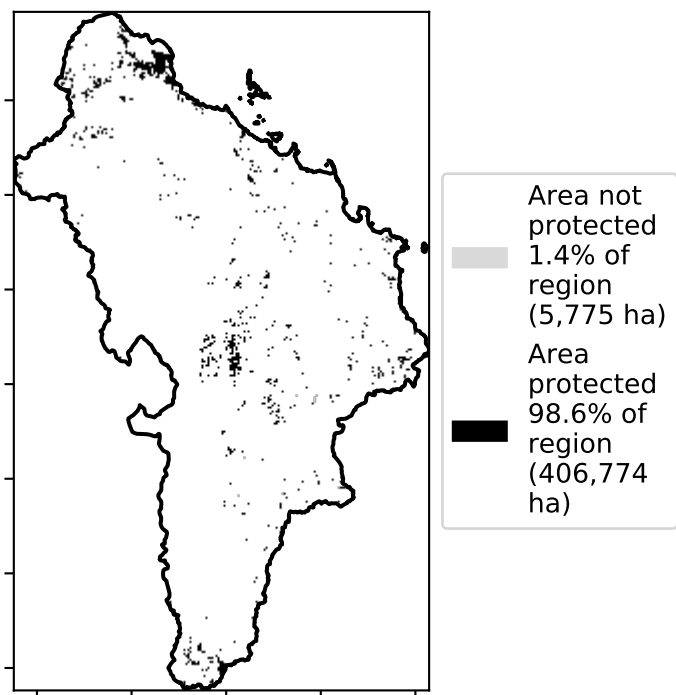 Area not
protected
1.4% of
region
(5,775 ha)
Area
protected
98.6% of
region
(406,774
ha)